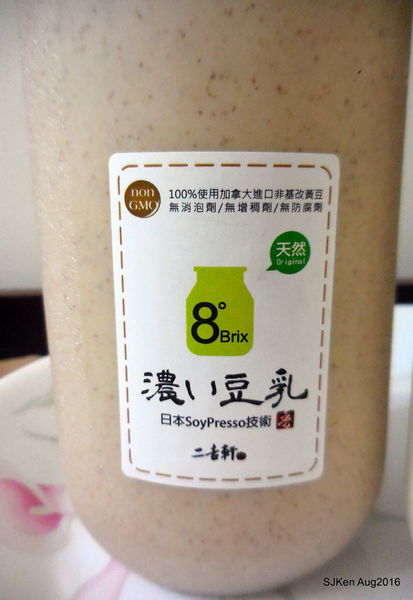 non
GMO
100%使用加拿大進口非基改黃豆
無消泡劑/無增稠劑/無防腐劑
天然
Original
8°Brix
濃い豆乳
日本SoyPresso技術
二吉軒
SJKen Aug2016